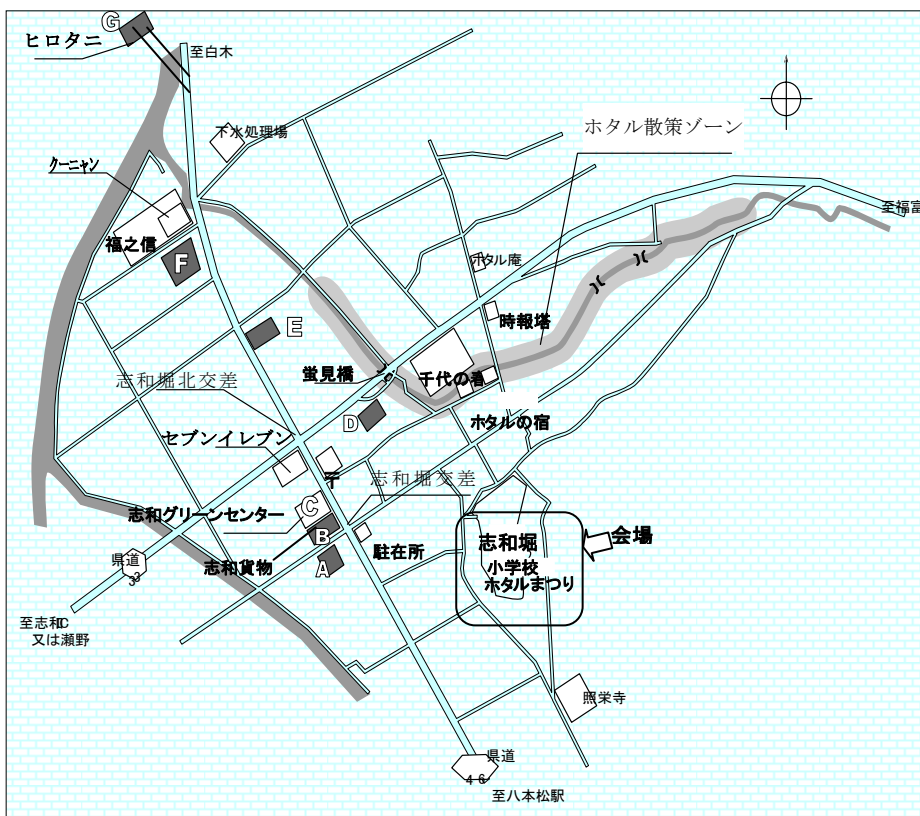 G
ヒロタニ
至白木
下水処理場
ホタル散策ゾーン
クーニャン
至福富
福之信
F
ホタル庵
時報塔
E
蛍見橋
千代の春
志和堀北交差
D
ホタルの宿
セブンイレブン
〒
志和堀交差
C
志和グリーンセンター
B
志和貨物
A
駐在所
志和堀
小学校
ホタルまつり
会場
県道
33
至志和IC
又は瀬野
照栄寺
県道
46
至八本松駅